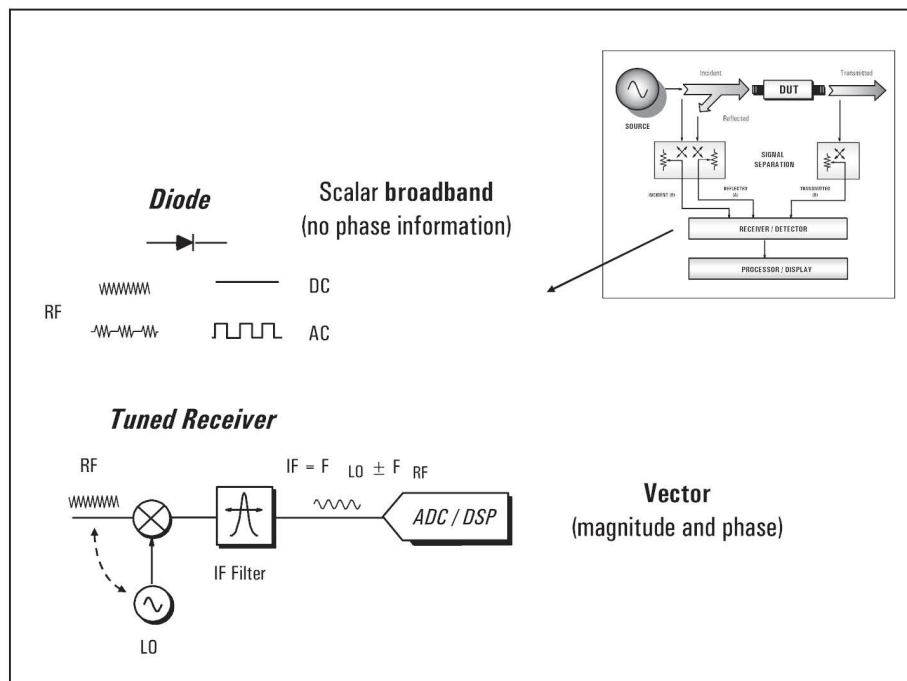 Incident
Transmitted
DUT
Reflected
SOURCE
SIGNAL
SEPARATION
INCIDENT (R)
REFLECTED
(A)
TRANSMITTED
(B)
RECEIVER / DETECTOR
PROCESSOR / DISPLAY
Diode
Scalar broadband
(no phase information)
DC
RF
AC
Tuned Receiver
RF
IF = F LO ± F RF
ADC / DSP
Vector
(magnitude and phase)
IF Filter
LO